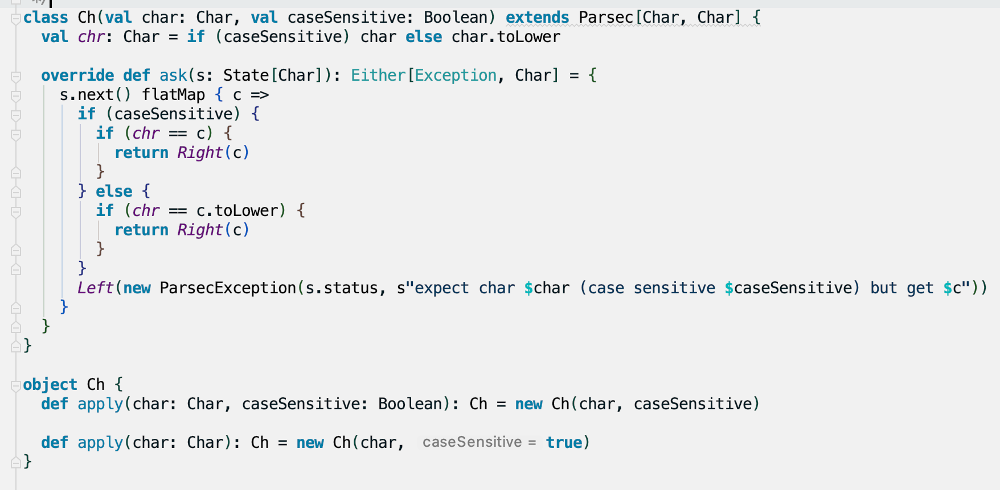 */
class Ch(val char: Char, val caseSensitive: Boolean) extends Parsec[Char, Char] {
  val chr: Char = if (caseSensitive) char else char.toLower

  override def ask(s: State[Char]): Either[Exception, Char] = {
    s.next() flatMap { c =>
      if (caseSensitive) {
        if (chr == c) {
          return Right(c)
        }
      } else {
        if (chr == c.toLower) {
          return Right(c)
        }
      }
      Left(new ParsecException(s.status, s"expect char $char (case sensitive $caseSensitive) but get $c"))
    }
  }
}

object Ch {
  def apply(char: Char, caseSensitive: Boolean): Ch = new Ch(char, caseSensitive)

  def apply(char: Char): Ch = new Ch(char, caseSensitive = true)
}